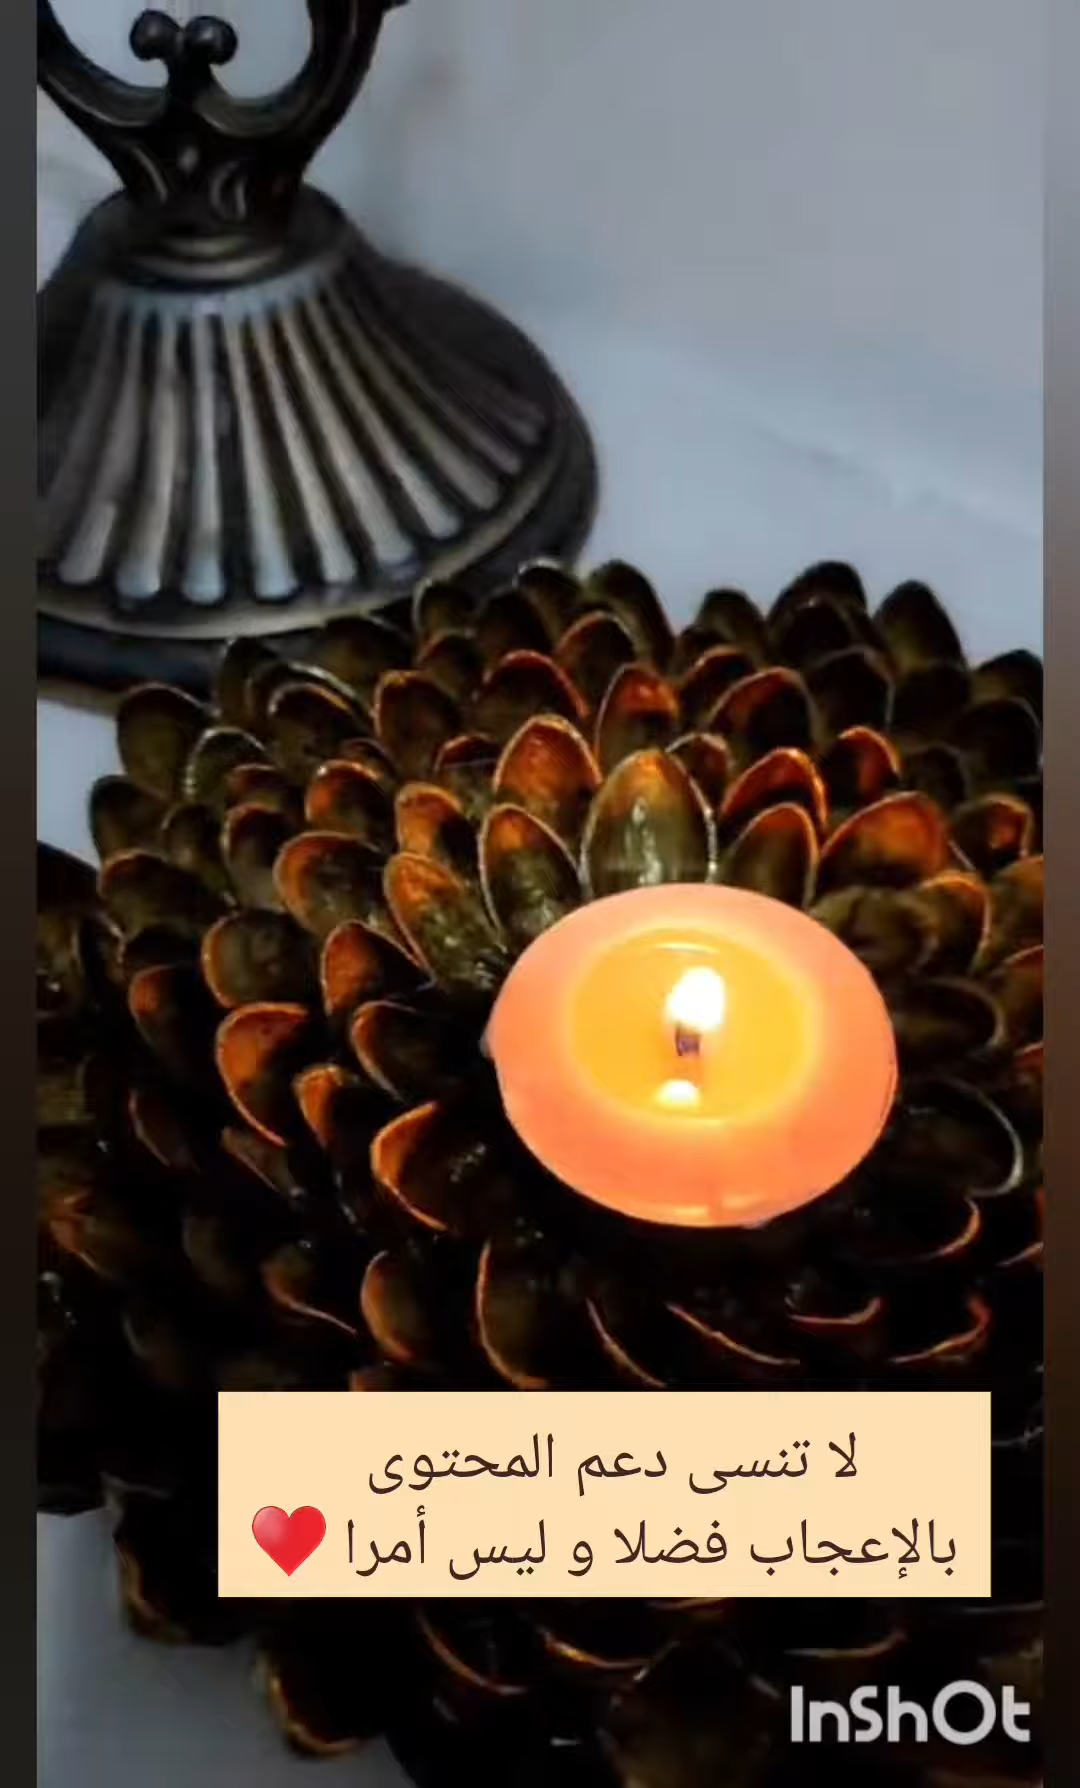 لا تنسى دعم المحتوى
بالإعجاب فضلا و ليس أمرا ♥️
InShOt